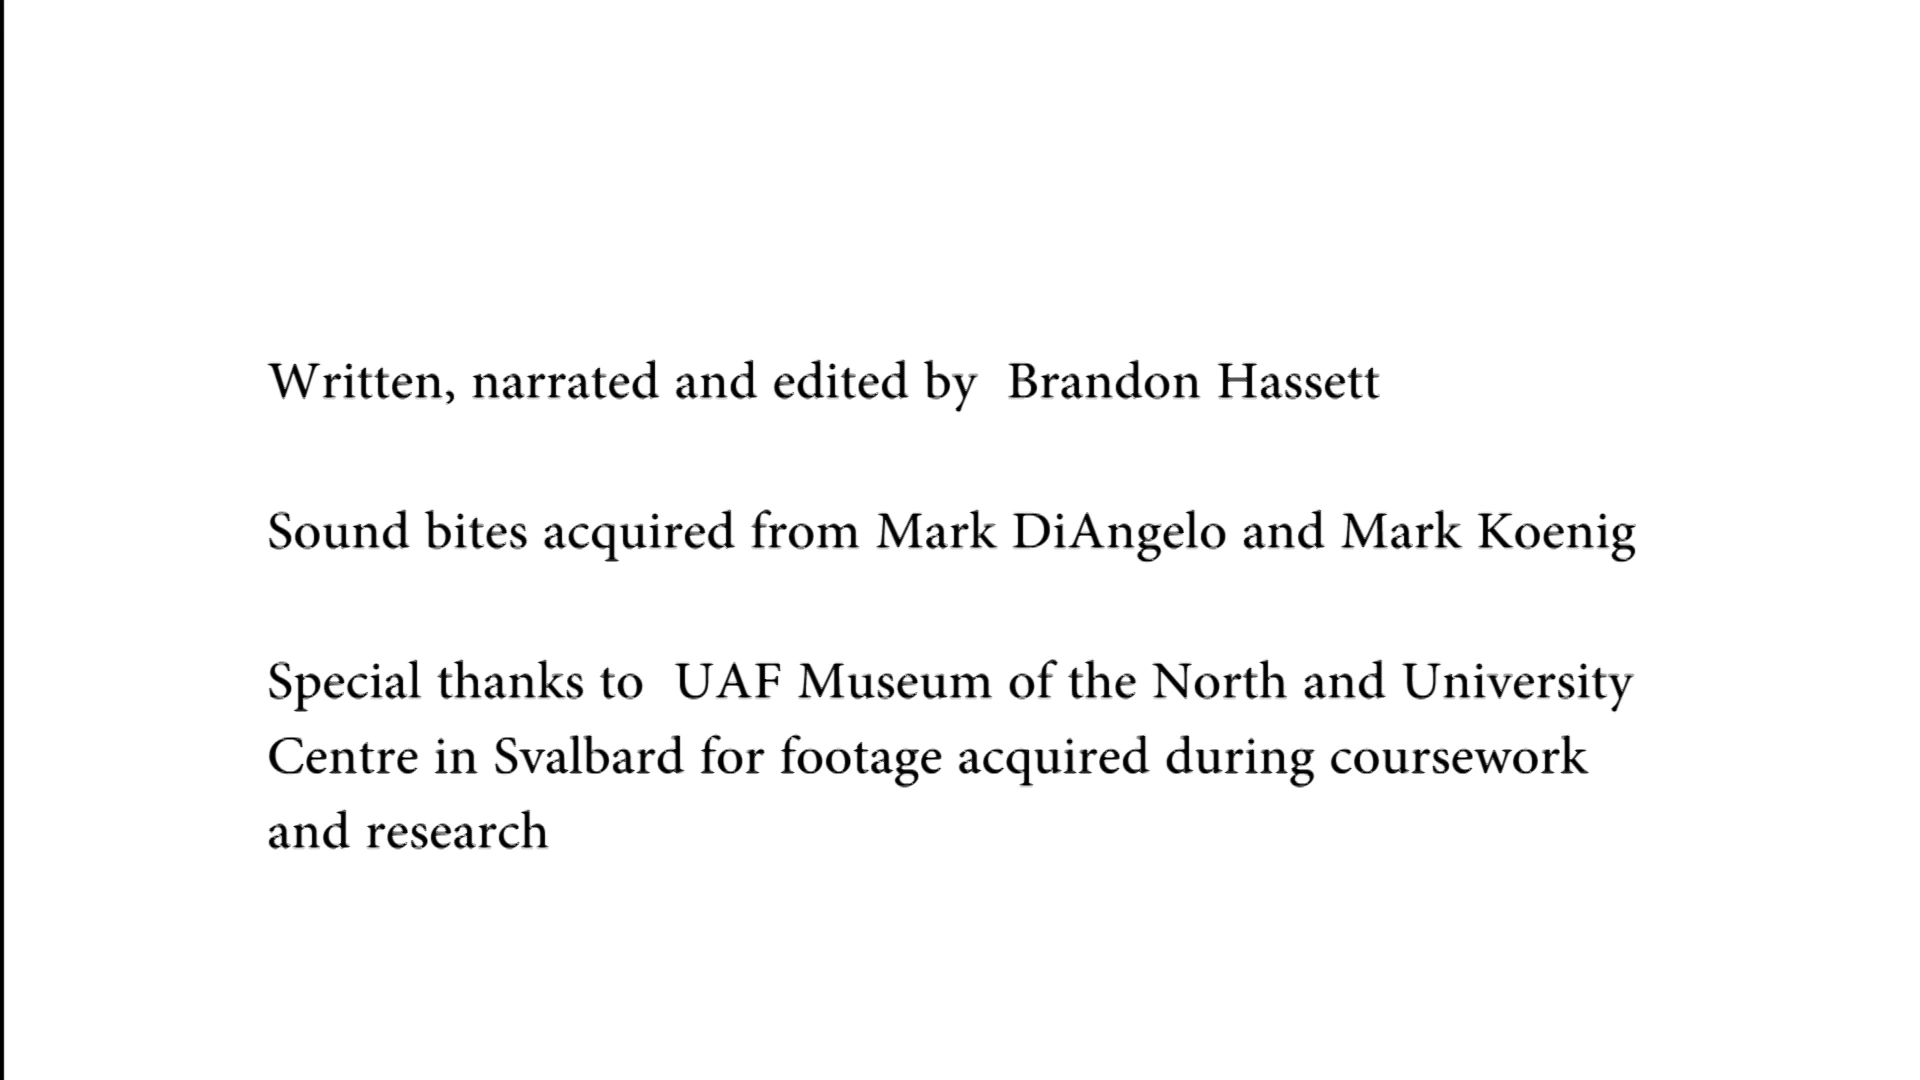 Written, narrated and edited by  Brandon Hassett
Sound bites acquired from Mark DiAngelo and Mark Koenig
Special thanks to  UAF Museum of the North and University
Centre in Svalbard for footage acquired during coursework
and research